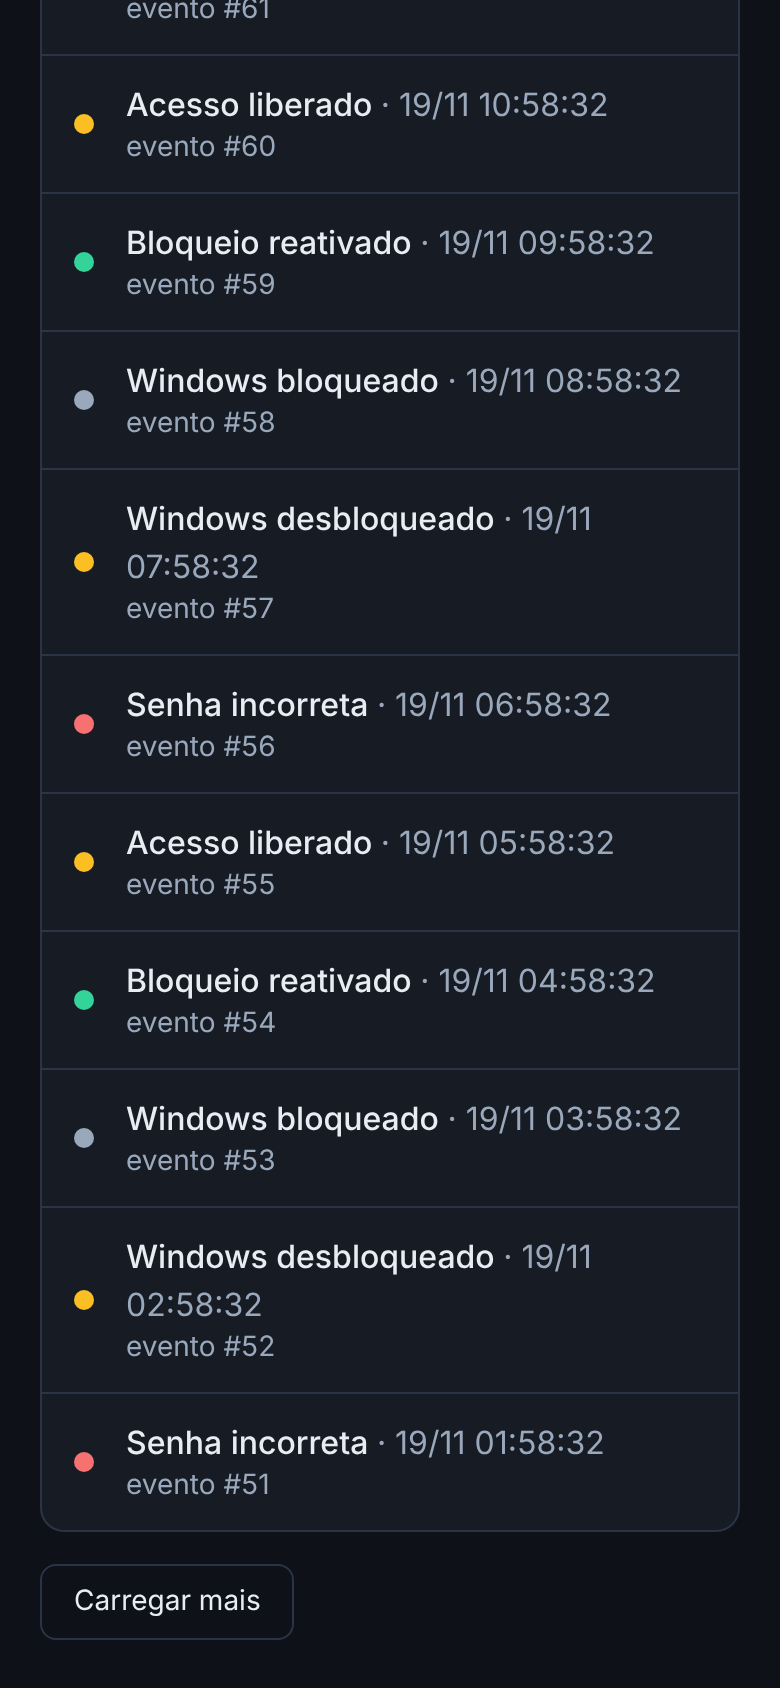 evento #61
Acesso liberado · 19/11 10:58:32
evento #60
Bloqueio reativado · 19/11 09:58:32
evento #59
Windows bloqueado · 19/11 08:58:32
evento #58
Windows desbloqueado · 19/11
07:58:32
evento #57
Senha incorreta · 19/11 06:58:32
evento #56
Acesso liberado · 19/11 05:58:32
evento #55
Bloqueio reativado · 19/11 04:58:32
evento #54
Windows bloqueado · 19/11 03:58:32
evento #53
Windows desbloqueado · 19/11
02:58:32
evento #52
Senha incorreta · 19/11 01:58:32
evento #51
Carregar mais